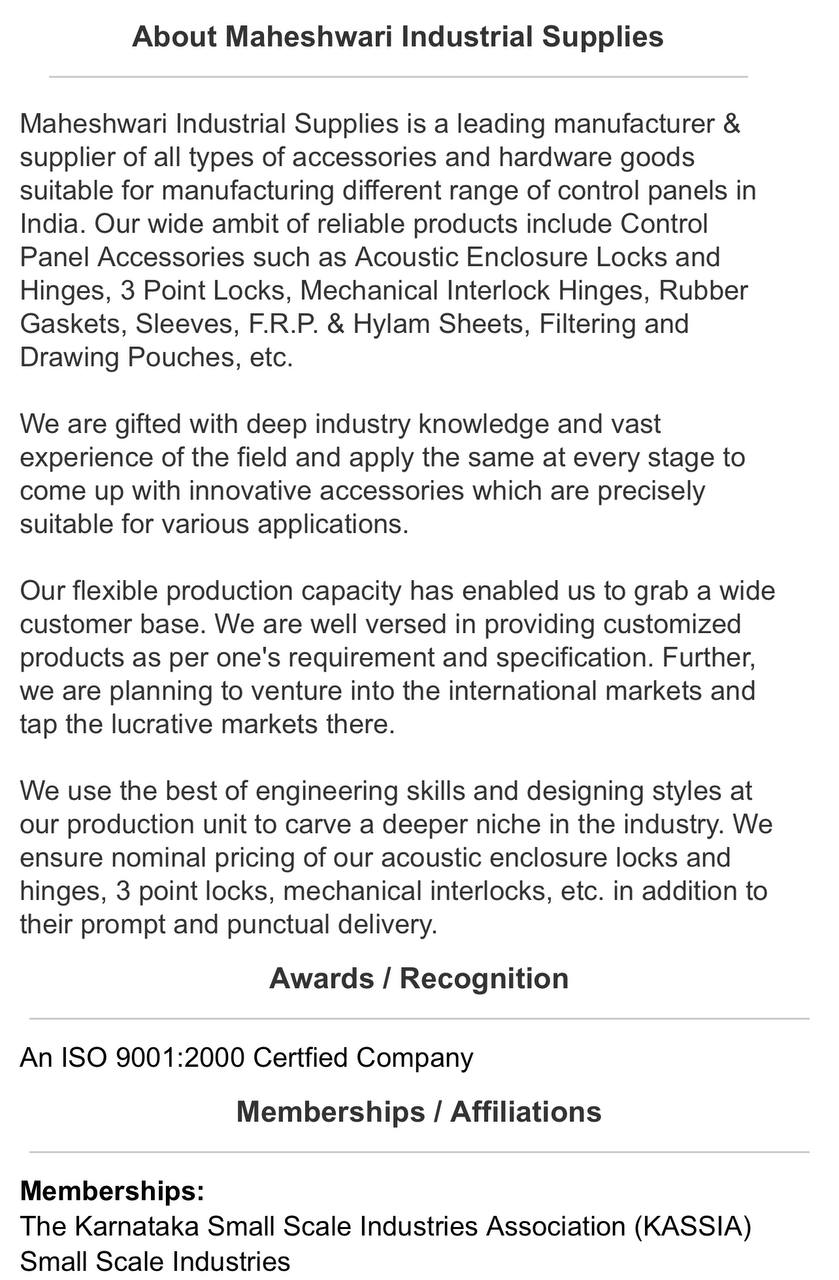 About Maheshwari Industrial Supplies
Maheshwari Industrial Supplies is a leading manufacturer &
supplier of all types of accessories and hardware goods
suitable for manufacturing different range of control panels in
India. Our wide ambit of reliable products include Control
Panel Accessories such as Acoustic Enclosure Locks and
Hinges, 3 Point Locks, Mechanical Interlock Hinges, Rubber
Gaskets, Sleeves, F.R.P. & Hylam Sheets, Filtering and
Drawing Pouches, etc.
We are gifted with deep industry knowledge and vast
experience of the field and apply the same at every stage to
come up with innovative accessories which are precisely
suitable for various applications.
Our flexible production capacity has enabled us to grab a wide
customer base. We are well versed in providing customized
products as per one's requirement and specification. Further,
we are planning to venture into the international markets and
tap the lucrative markets there.
We use the best of engineering skills and designing styles at
our production unit to carve a deeper niche in the industry. We
ensure nominal pricing of our acoustic enclosure locks and
hinges, 3 point locks, mechanical interlocks, etc. in addition to
their prompt and punctual delivery.
Awards / Recognition
An ISO 9001:2000 Certfied Company
Memberships / Affiliations
Memberships:
The Karnataka Small Scale Industries Association (KASSIA)
Small Scale Industries